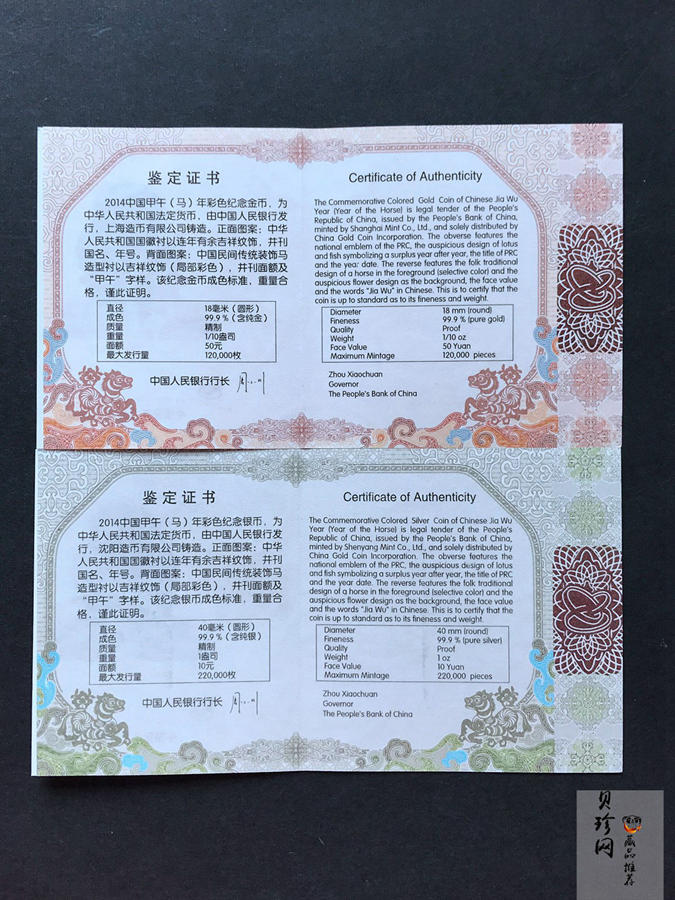 鉴定证书
2014中国甲午（马）年彩色纪念金币，为
中华人民共和国法定货币，由中国人民银行发
行，上海造币有限公司铸造。正面图案：中华
人民共和国国徽衬以连年有余吉祥纹饰，并刊
国名、年号。背面图案：中国民间传统装饰马
造型衬以吉祥纹饰（局部彩色），并刊面额及
“甲午”字样。该纪念金币成色标准，重量合
格，谨此证明。
直径 18毫米（圆形）
成色 99.9％（含纯金）
质量 精制
重量 1/10盎司
面额 50元
最大发行量 120,000枚
中国人民银行行长
Certificate of Authenticity
The Commemorative Colored Gold Coin of Chinese Jia Wu
Year (Year of the Horse) is legal tender of the People's
Republic of China, issued by the People's Bank of China,
minted by Shanghai Mint Co., Ltd., and solely distributed by
China Gold Coin Incorporation. The obverse features the
national emblem of the PRC, the auspicious design of lotus
and fish symbolizing a surplus year after year, the title of PRC
and the year date. The reverse features the folk traditional
design of a horse in the foreground (selective color) and the
auspicious flower design as the background, the face value
and the words "Jia Wu" in Chinese. This is to certify that the
coin is up to standard as to its fineness and weight.
Diameter 18 mm (round)
Fineness 99.9 % (pure gold)
Quality Proof
Weight 1/10 oz
Face Value 50 Yuan
Maximum Mintage 120,000 pieces
Zhou Xiaochuan
Governor
The People's Bank of China
鉴定证书
2014中国甲午（马）年彩色纪念银币，为
中华人民共和国法定货币，由中国人民银行发
行，沈阳造币有限公司铸造。正面图案：中华
人民共和国国徽衬以连年有余吉祥纹饰，并刊
国名、年号。背面图案：中国民间传统装饰马
造型衬以吉祥纹饰（局部彩色），并刊面额及
“甲午”字样。该纪念银币成色标准，重量合
格，谨此证明。
直径 40毫米（圆形）
成色 99.9％（含纯银）
质量 精制
重量 1盎司
面额 10元
最大发行量 220,000枚
中国人民银行行长
Certificate of Authenticity
The Commemorative Colored Silver Coin of Chinese Jia Wu
Year (Year of the Horse) is legal tender of the People's
Republic of China, issued by the People's Bank of China,
minted by Shenyang Mint Co., Ltd., and solely distributed by
China Gold Coin Incorporation. The obverse features the
national emblem of the PRC, the auspicious design of lotus
and fish symbolizing a surplus year after year, the title of PRC
and the year date. The reverse features the folk traditional
design of a horse in the foreground (selective color) and the
auspicious flower design as the background, the face value
and the words "Jia Wu" in Chinese. This is to certify that the
coin is up to standard as to its fineness and weight.
Diameter 40 mm (round)
Fineness 99.9 % (pure silver)
Quality Proof
Weight 1 oz
Face Value 10 Yuan
Maximum Mintage 220,000 pieces
Zhou Xiaochuan
Governor
The People's Bank of China
贝珍网
藏品推荐